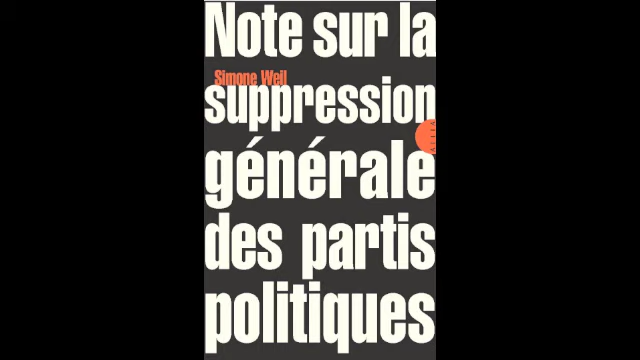 Note sur la
Simone Weil
suppression
générale
des partis
politiques